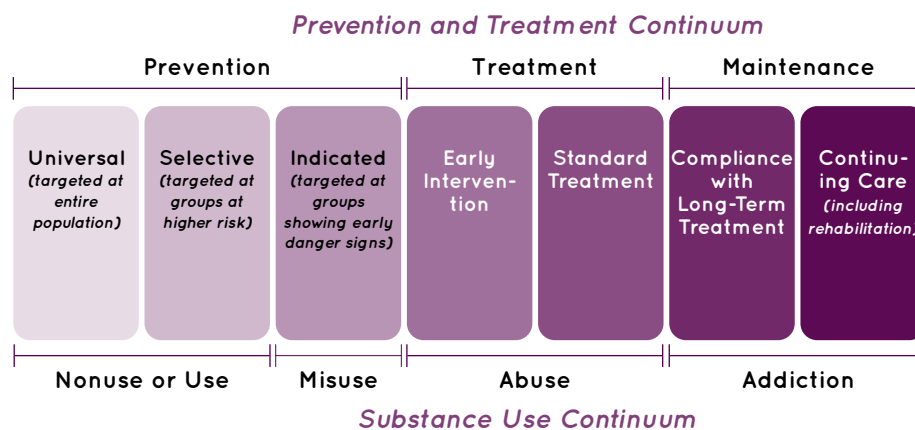 Prevention and Treatment Continuum
Prevention
Treatment
Maintenance
Universal
(targeted at
entire
population)
Selective
(targeted at
groups at
higher risk)
Indicated
(targeted at
groups
showing early
danger signs)
Early
Interven-
tion
Standard
Treatment
Compliance
with
Long-Term
Treatment
Continu-
ing Care
(including
rehabilitation)
Nonuse or Use
Misuse
Abuse
Addiction
Substance Use Continuum